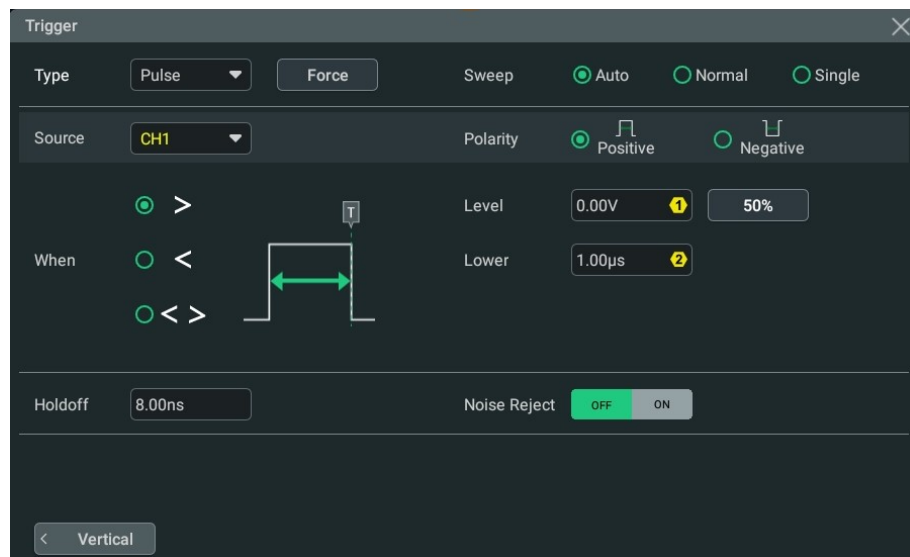 Trigger
Type Pulse Force Sweep Auto Normal Single
Source CH1 Polarity Positive Negative
When > < < >
T
Level 0.00V 1 50%
Lower 1.00µs 2
Holdoff 8.00ns Noise Reject OFF ON
< Vertical